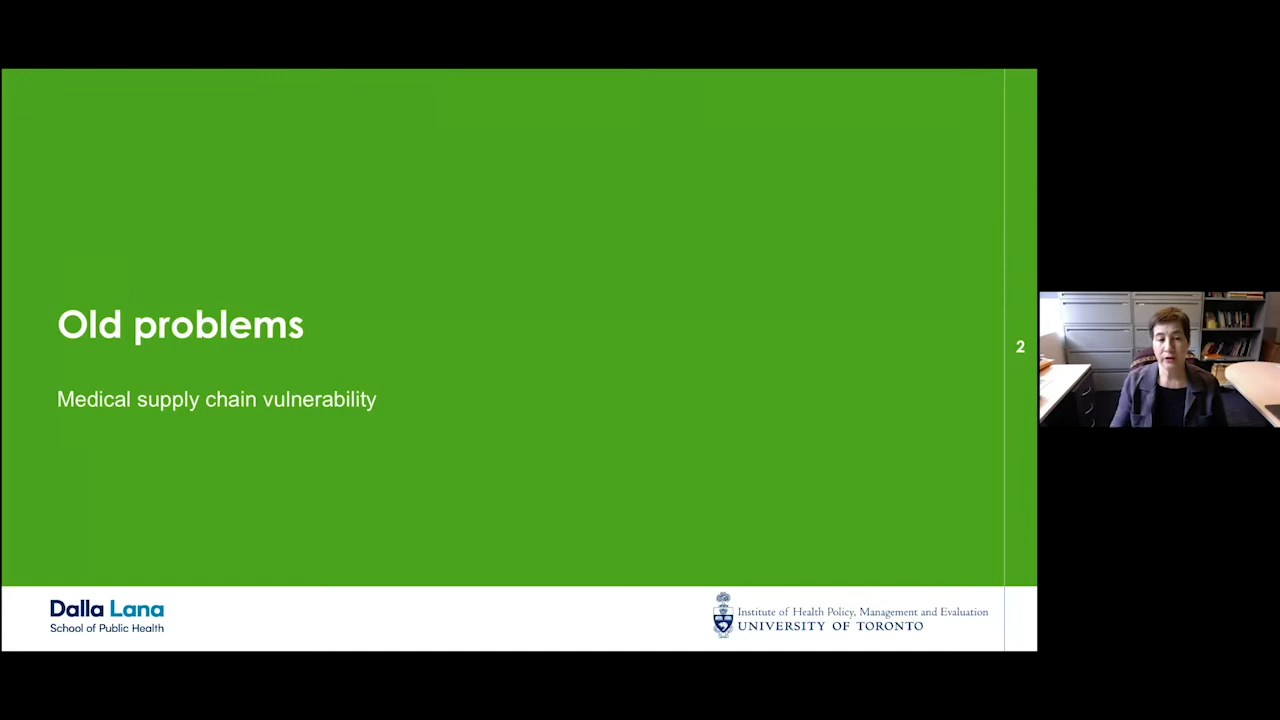 Old problems
Medical supply chain vulnerability
2
Dalla Lana
School of Public Health
Institute of Health Policy, Management and Evaluation
UNIVERSITY OF TORONTO